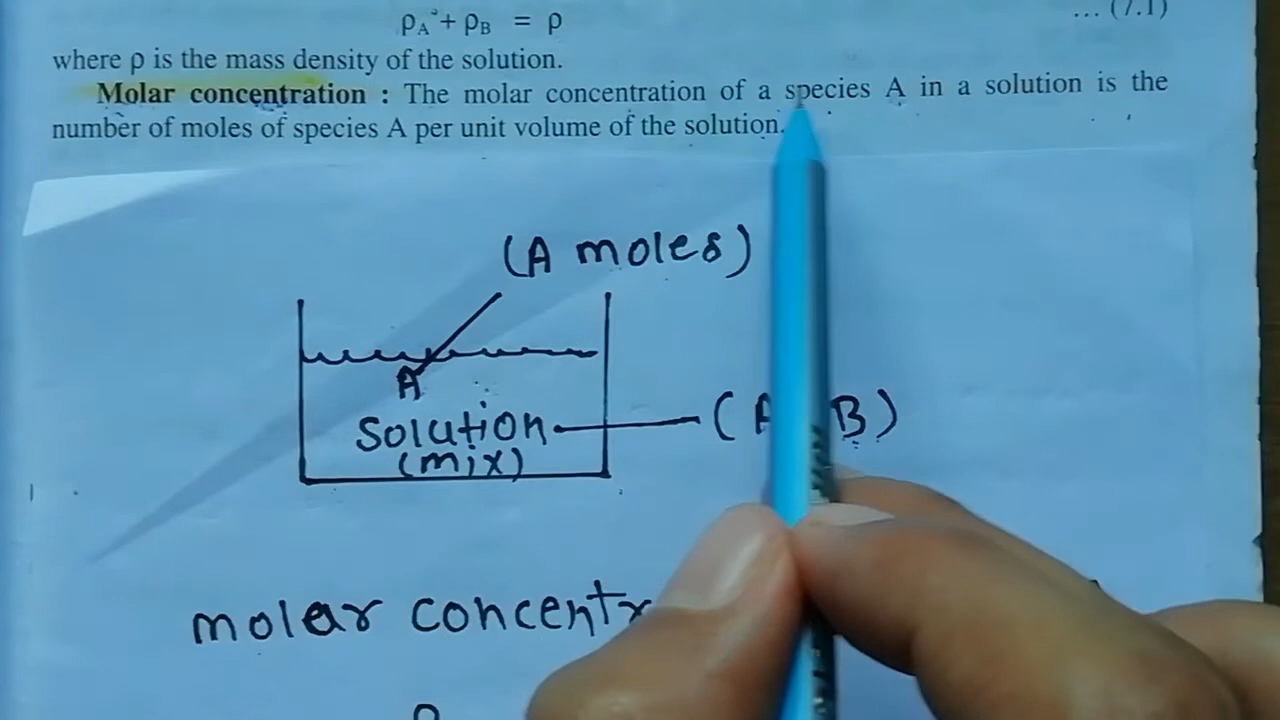 ρA + ρB = ρ ... (7.1)
where ρ is the mass density of the solution.
Molar concentration : The molar concentration of a species A in a solution is the
number of moles of species A per unit volume of the solution.
(A moles)
A
Solution
(mix)
(A B)
molar concentr